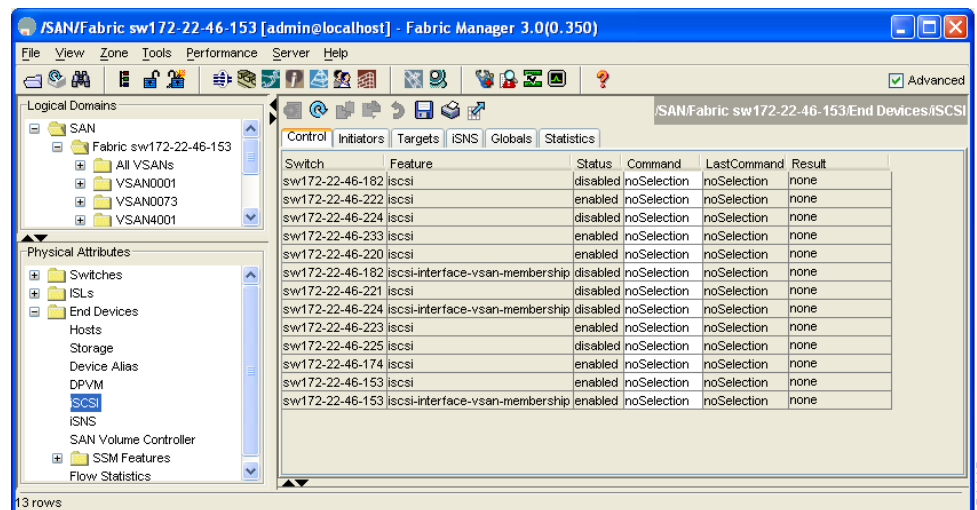 /SAN/Fabric sw172-22-46-153 [admin@localhost] - Fabric Manager 3.0(0.350)
File View Zone Tools Performance Server Help
Advanced
Logical Domains
SAN
Fabric sw172-22-46-153
All VSANs
VSAN0001
VSAN0073
VSAN4001
Physical Attributes
Switches
ISLs
End Devices
Hosts
Storage
Device Alias
DPVM
iSCSI
iSNS
SAN Volume Controller
SSM Features
Flow Statistics
/SAN/Fabric sw172-22-46-153/End Devices/iSCSI
Control Initiators Targets iSNS Globals Statistics
Switch Feature Status Command LastCommand Result
sw172-22-46-182 iscsi disabled noSelection noSelection none
sw172-22-46-222 iscsi enabled noSelection noSelection none
sw172-22-46-224 iscsi disabled noSelection noSelection none
sw172-22-46-233 iscsi enabled noSelection noSelection none
sw172-22-46-220 iscsi enabled noSelection noSelection none
sw172-22-46-182 iscsi-interface-vsan-membership disabled noSelection noSelection none
sw172-22-46-221 iscsi disabled noSelection noSelection none
sw172-22-46-224 iscsi-interface-vsan-membership disabled noSelection noSelection none
sw172-22-46-223 iscsi enabled noSelection noSelection none
sw172-22-46-225 iscsi disabled noSelection noSelection none
sw172-22-46-174 iscsi enabled noSelection noSelection none
sw172-22-46-153 iscsi enabled noSelection noSelection none
sw172-22-46-153 iscsi-interface-vsan-membership enabled noSelection noSelection none
13 rows